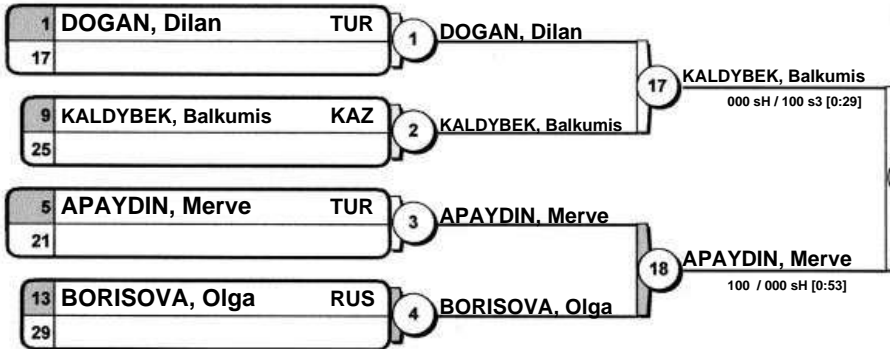 1 DOGAN, Dilan TUR
17
1
DOGAN, Dilan
9 KALDYBEK, Balkumis KAZ
25
2
KALDYBEK, Balkumis
17
KALDYBEK, Balkumis
000 sH / 100 s3 [0:29]
5 APAYDIN, Merve TUR
21
3
APAYDIN, Merve
13 BORISOVA, Olga RUS
29
4
BORISOVA, Olga
18
APAYDIN, Merve
100 / 000 sH [0:53]